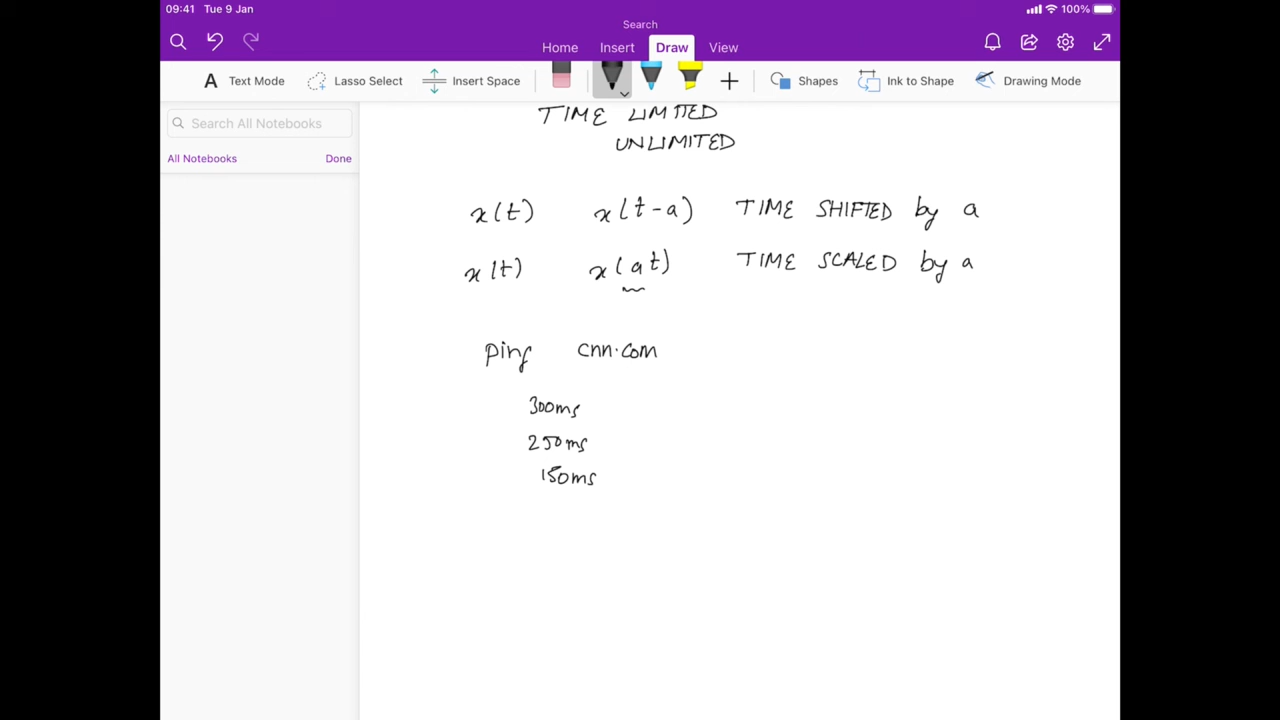 09:41 Tue 9 Jan
100%
Search
Home Insert Draw View
Text Mode Lasso Select Insert Space Shapes Ink to Shape Drawing Mode
Search All Notebooks
All Notebooks Done
TIME LIMITED
UNLIMITED
x(t) x(t-a) TIME SHIFTED by a
x(t) x(at) TIME SCALED by a
ping cnn.com
300ms
250ms
150ms